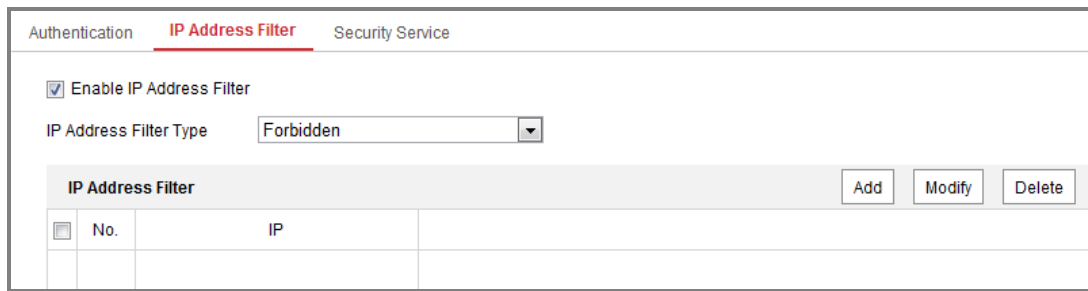 Authentication IP Address Filter Security Service
Enable IP Address Filter
IP Address Filter Type Forbidden
IP Address Filter Add Modify Delete
No. IP